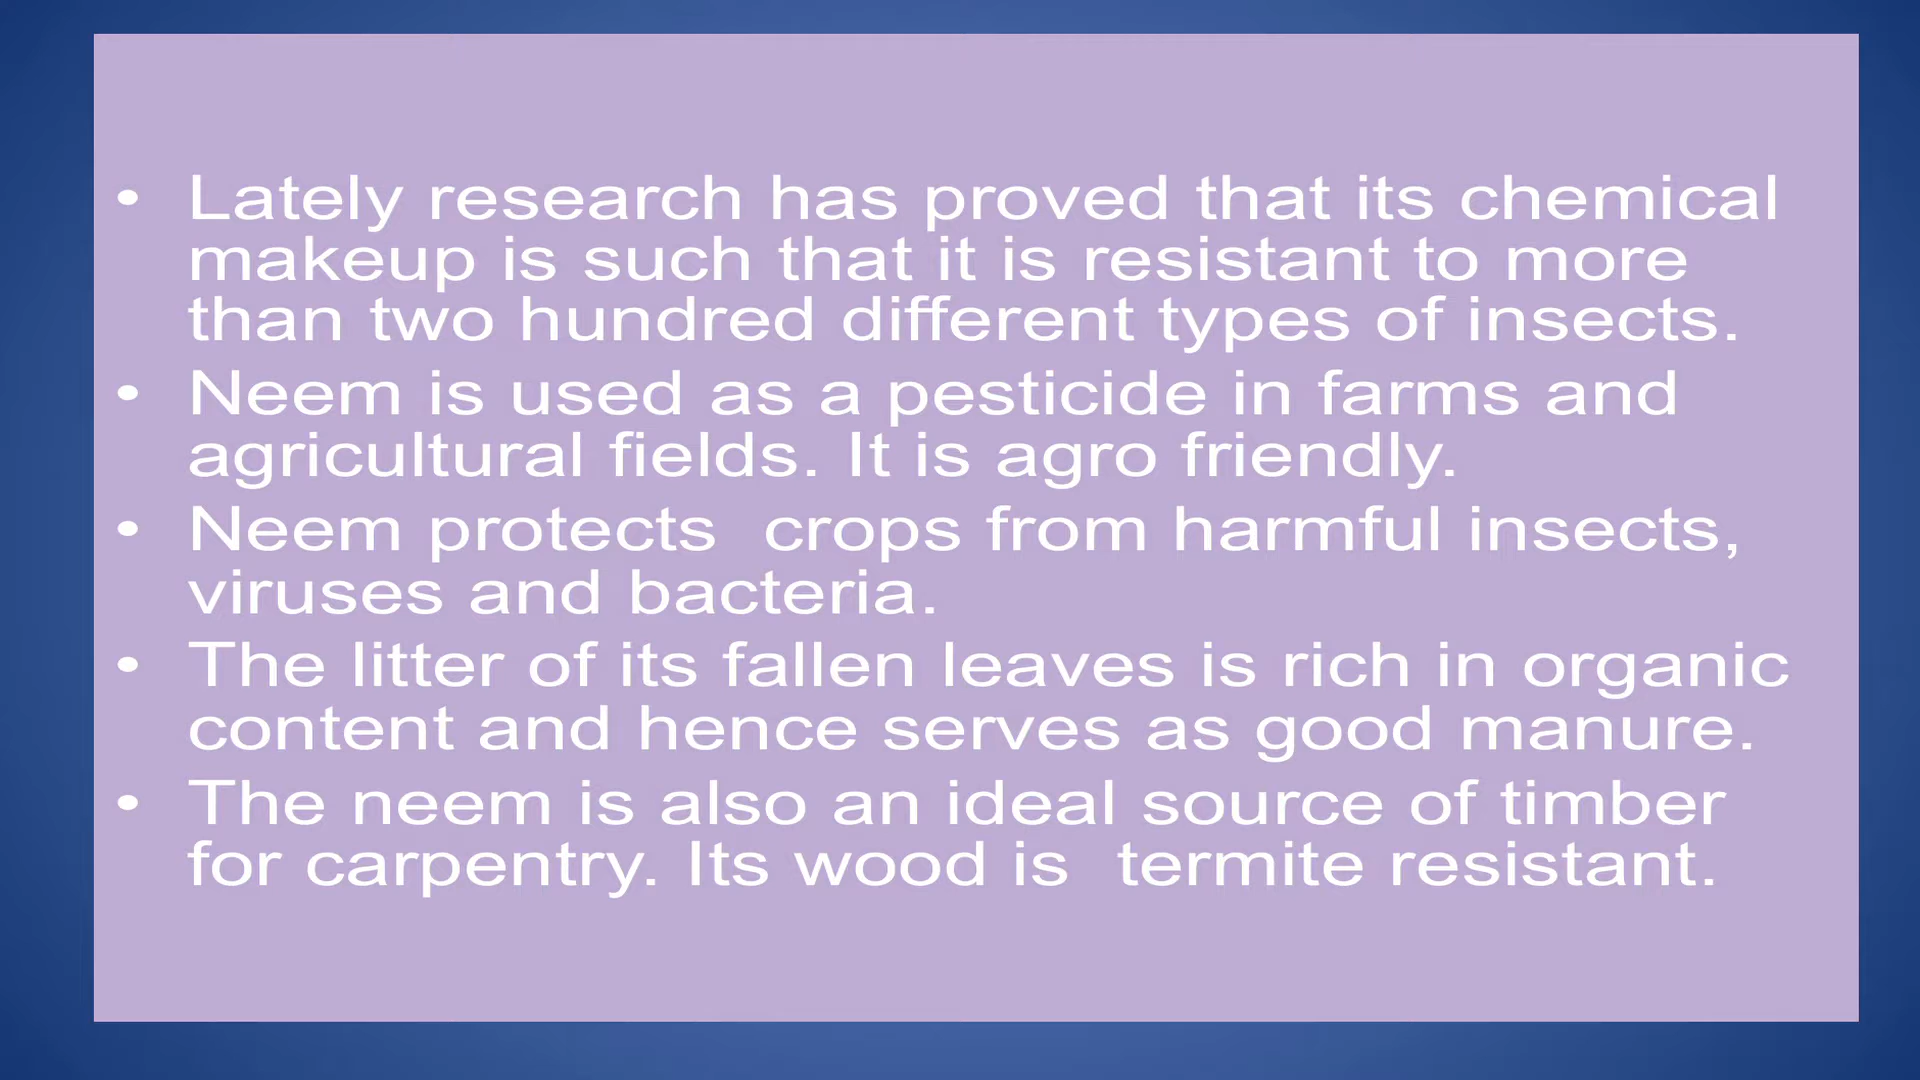 • Lately research has proved that its chemical
makeup is such that it is resistant to more
than two hundred different types of insects.
• Neem is used as a pesticide in farms and
agricultural fields. It is agro friendly.
• Neem protects  crops from harmful insects,
viruses and bacteria.
• The litter of its fallen leaves is rich in organic
content and hence serves as good manure.
• The neem is also an ideal source of timber
for carpentry. Its wood is  termite resistant.